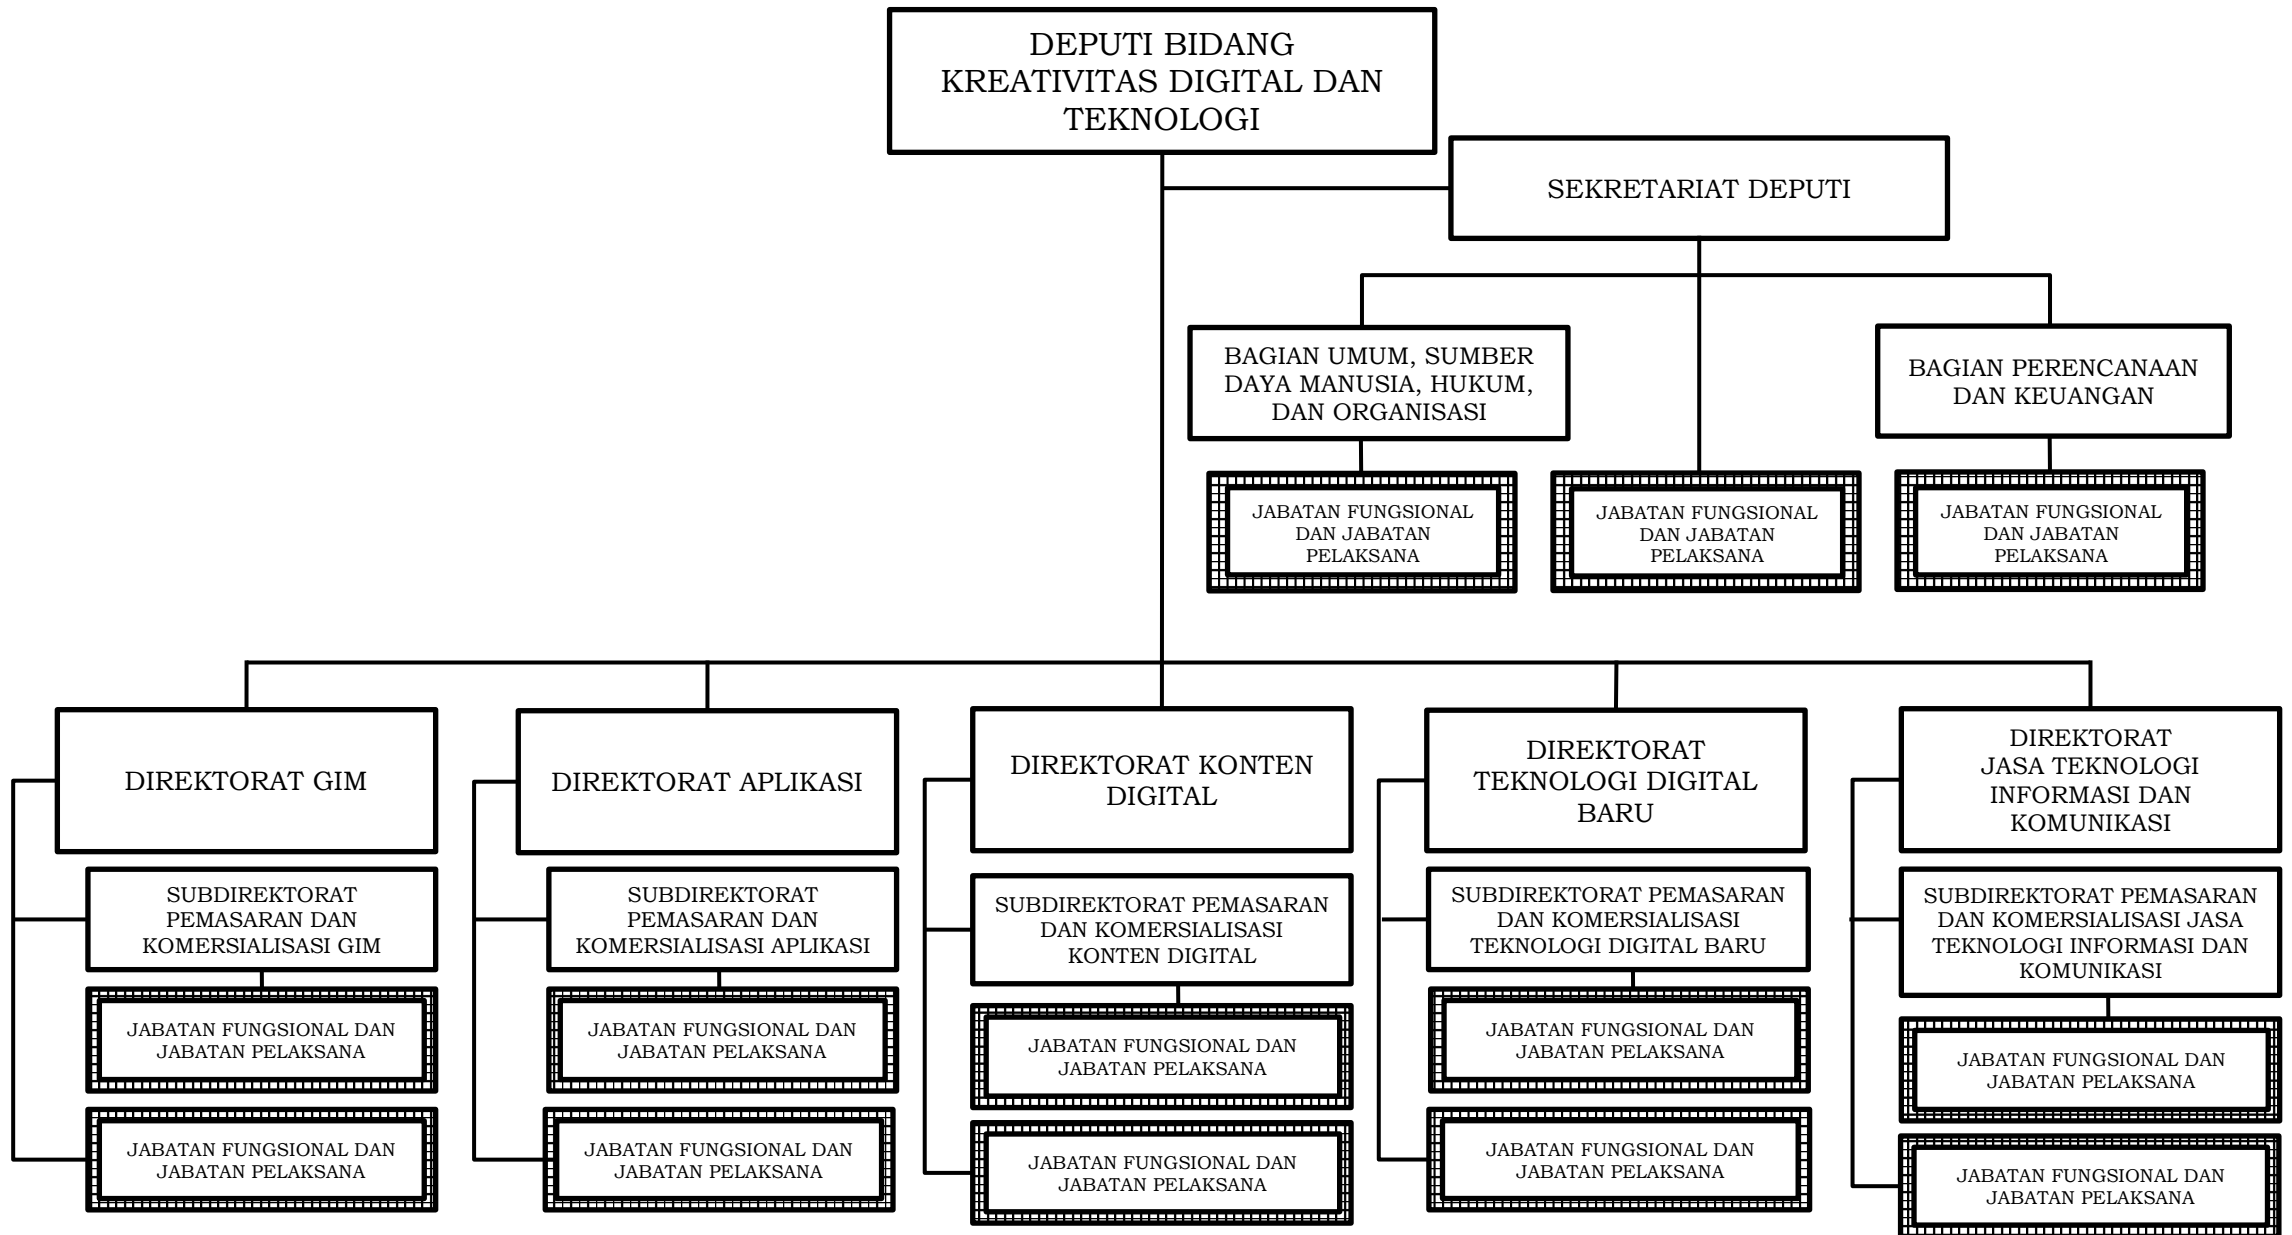 DEPUTI BIDANG
KREATIVITAS DIGITAL DAN
TEKNOLOGI
SEKRETARIAT DEPUTI
BAGIAN UMUM, SUMBER
DAYA MANUSIA, HUKUM,
DAN ORGANISASI
BAGIAN PERENCANAAN
DAN KEUANGAN
JABATAN FUNGSIONAL
DAN JABATAN
PELAKSANA
JABATAN FUNGSIONAL
DAN JABATAN
PELAKSANA
JABATAN FUNGSIONAL
DAN JABATAN
PELAKSANA
DIREKTORAT GIM
SUBDIREKTORAT
PEMASARAN DAN
KOMERSIALISASI GIM
JABATAN FUNGSIONAL DAN
JABATAN PELAKSANA
JABATAN FUNGSIONAL DAN
JABATAN PELAKSANA
DIREKTORAT APLIKASI
SUBDIREKTORAT
PEMASARAN DAN
KOMERSIALISASI APLIKASI
JABATAN FUNGSIONAL DAN
JABATAN PELAKSANA
JABATAN FUNGSIONAL DAN
JABATAN PELAKSANA
DIREKTORAT KONTEN
DIGITAL
SUBDIREKTORAT PEMASARAN
DAN KOMERSIALISASI
KONTEN DIGITAL
JABATAN FUNGSIONAL DAN
JABATAN PELAKSANA
JABATAN FUNGSIONAL DAN
JABATAN PELAKSANA
DIREKTORAT
TEKNOLOGI DIGITAL
BARU
SUBDIREKTORAT PEMASARAN
DAN KOMERSIALISASI
TEKNOLOGI DIGITAL BARU
JABATAN FUNGSIONAL DAN
JABATAN PELAKSANA
JABATAN FUNGSIONAL DAN
JABATAN PELAKSANA
DIREKTORAT
JASA TEKNOLOGI
INFORMASI DAN
KOMUNIKASI
SUBDIREKTORAT PEMASARAN
DAN KOMERSIALISASI JASA
TEKNOLOGI INFORMASI DAN
KOMUNIKASI
JABATAN FUNGSIONAL DAN
JABATAN PELAKSANA
JABATAN FUNGSIONAL DAN
JABATAN PELAKSANA